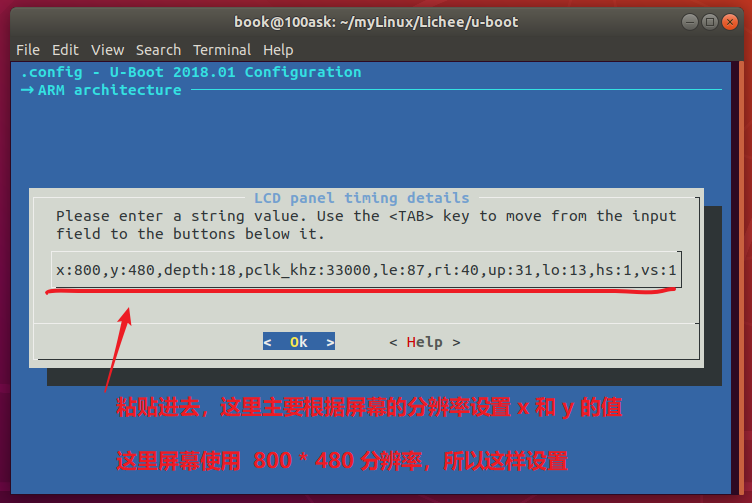 book@100ask: ~/myLinux/Lichee/u-boot
File Edit View Search Terminal Help
.config - U-Boot 2018.01 Configuration
→ ARM architecture
LCD panel timing details
Please enter a string value. Use the <TAB> key to move from the input
field to the buttons below it.
x:800,y:480,depth:18,pclk_khz:33000,le:87,ri:40,up:31,lo:13,hs:1,vs:1
< Ok > < Help >
粘贴进去，这里主要根据屏幕的分辨率设置 x 和 y 的值
这里屏幕使用 800 * 480 分辨率，所以这样设置